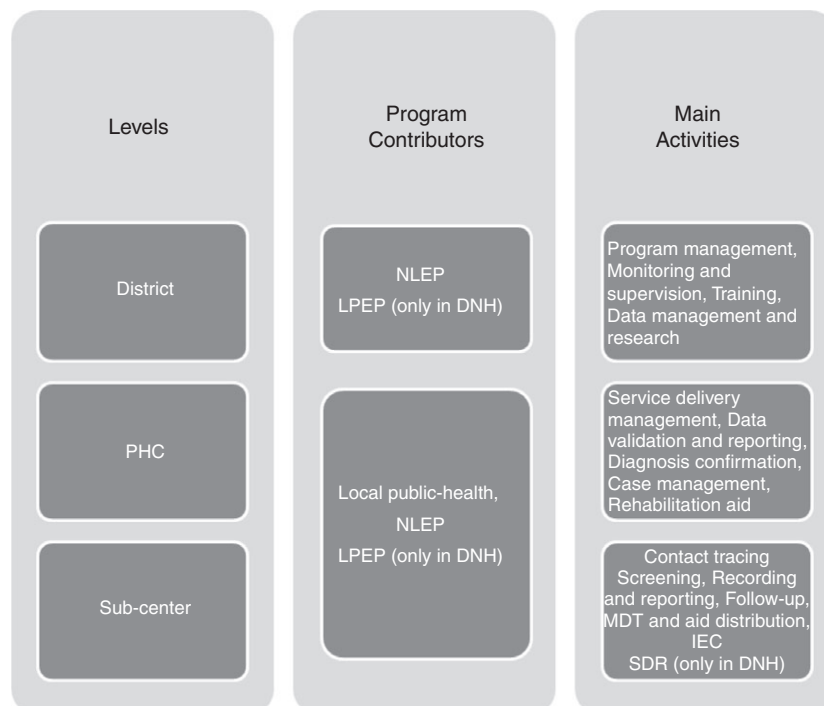 Levels
District
PHC
Sub-center
Program
Contributors
NLEP
LPEP (only in DNH)
Local public-health,
NLEP
LPEP (only in DNH)
Main
Activities
Program management,
Monitoring and
supervision, Training,
Data management and
research
Service delivery
management, Data
validation and reporting,
Diagnosis confirmation,
Case management,
Rehabilitation aid
Contact tracing
Screening, Recording
and reporting, Follow-up,
MDT and aid distribution,
IEC
SDR (only in DNH)